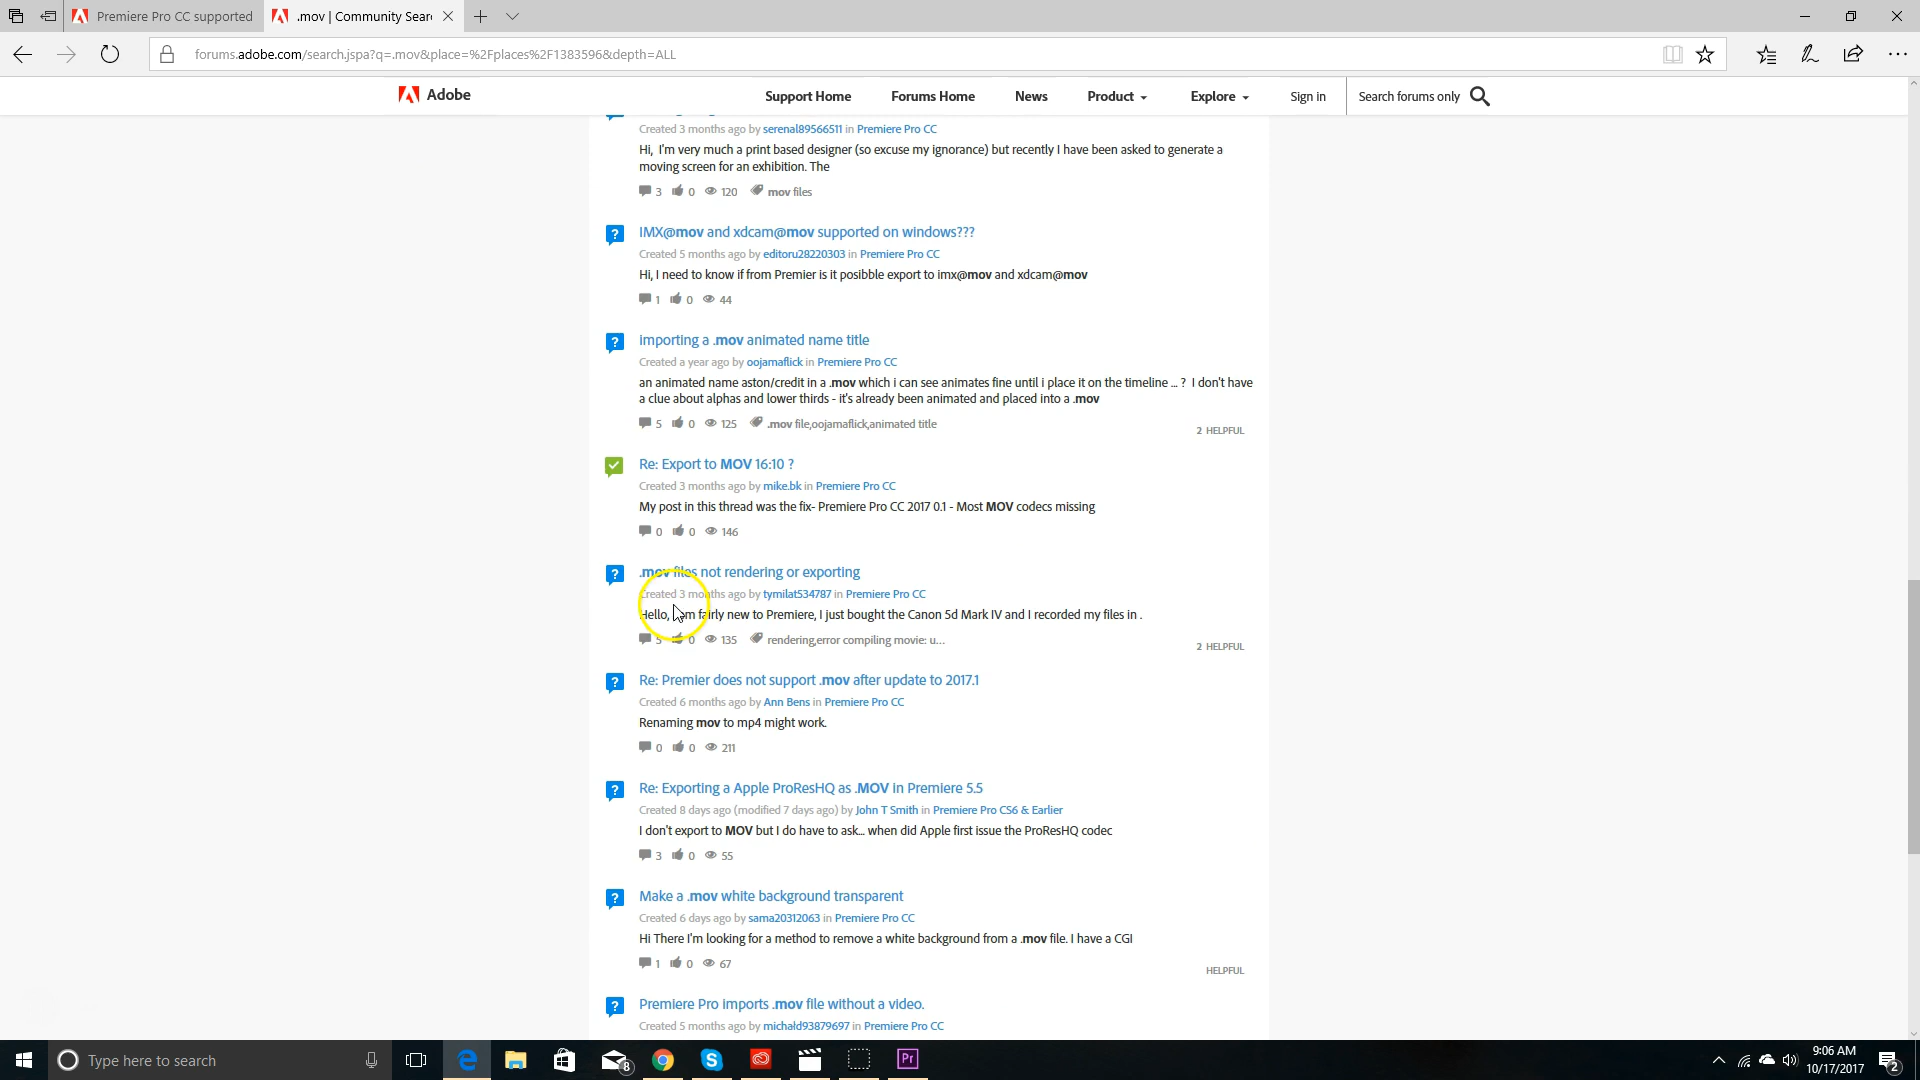 Premiere Pro CC supported
.mov | Community Sear
forums.adobe.com/search.jspa?q=.mov&place=%2Fplaces%2F1383596&depth=ALL
Adobe
Support Home
Forums Home
News
Product
Explore
Sign in
Search forums only
Created 3 months ago by serenal89566511 in Premiere Pro CC
Hi, I'm very much a print based designer (so excuse my ignorance) but recently I have been asked to generate a
moving screen for an exhibition. The
3 0 120 mov files
IMX@mov and xdcam@mov supported on windows???
Created 5 months ago by editoru28220303 in Premiere Pro CC
Hi, I need to know if from Premier is it posibble export to imx@mov and xdcam@mov
1 0 44
importing a .mov animated name title
Created a year ago by oojamaflick in Premiere Pro CC
an animated name aston/credit in a .mov which i can see animates fine until i place it on the timeline ... ? I don't have
a clue about alphas and lower thirds - it's already been animated and placed into a .mov
5 0 125 .mov file,oojamaflick,animated title
2 HELPFUL
Re: Export to MOV 16:10 ?
Created 3 months ago by mike.bk in Premiere Pro CC
My post in this thread was the fix- Premiere Pro CC 2017 0.1 - Most MOV codecs missing
0 0 146
.mov files not rendering or exporting
Created 3 months ago by tymilat534787 in Premiere Pro CC
Hello, I am fairly new to Premiere, I just bought the Canon 5d Mark IV and I recorded my files in .
5 0 135 rendering,error compiling movie: u...
2 HELPFUL
Re: Premier does not support .mov after update to 2017.1
Created 6 months ago by Ann Bens in Premiere Pro CC
Renaming mov to mp4 might work.
0 0 211
Re: Exporting a Apple ProResHQ as .MOV in Premiere 5.5
Created 8 days ago (modified 7 days ago) by John T Smith in Premiere Pro CS6 & Earlier
I don't export to MOV but I do have to ask... when did Apple first issue the ProResHQ codec
3 0 55
Make a .mov white background transparent
Created 6 days ago by sama20312063 in Premiere Pro CC
Hi There I'm looking for a method to remove a white background from a .mov file. I have a CGI
1 0 67
HELPFUL
Premiere Pro imports .mov file without a video.
Created 5 months ago by michald93879697 in Premiere Pro CC
Type here to search
8
Pr
9:06 AM
10/17/2017
2